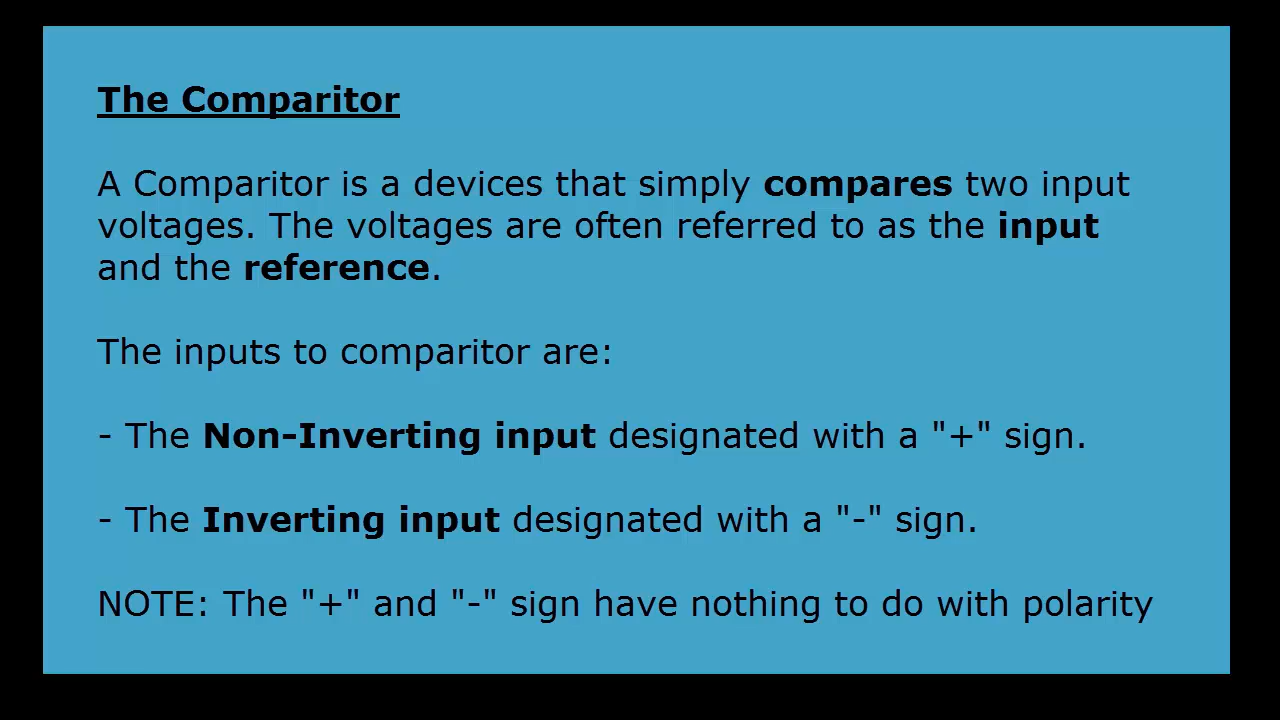 The Comparitor
A Comparitor is a devices that simply compares two input
voltages. The voltages are often referred to as the input
and the reference.
The inputs to comparitor are:
- The Non-Inverting input designated with a "+" sign.
- The Inverting input designated with a "-" sign.
NOTE: The "+" and "-" sign have nothing to do with polarity